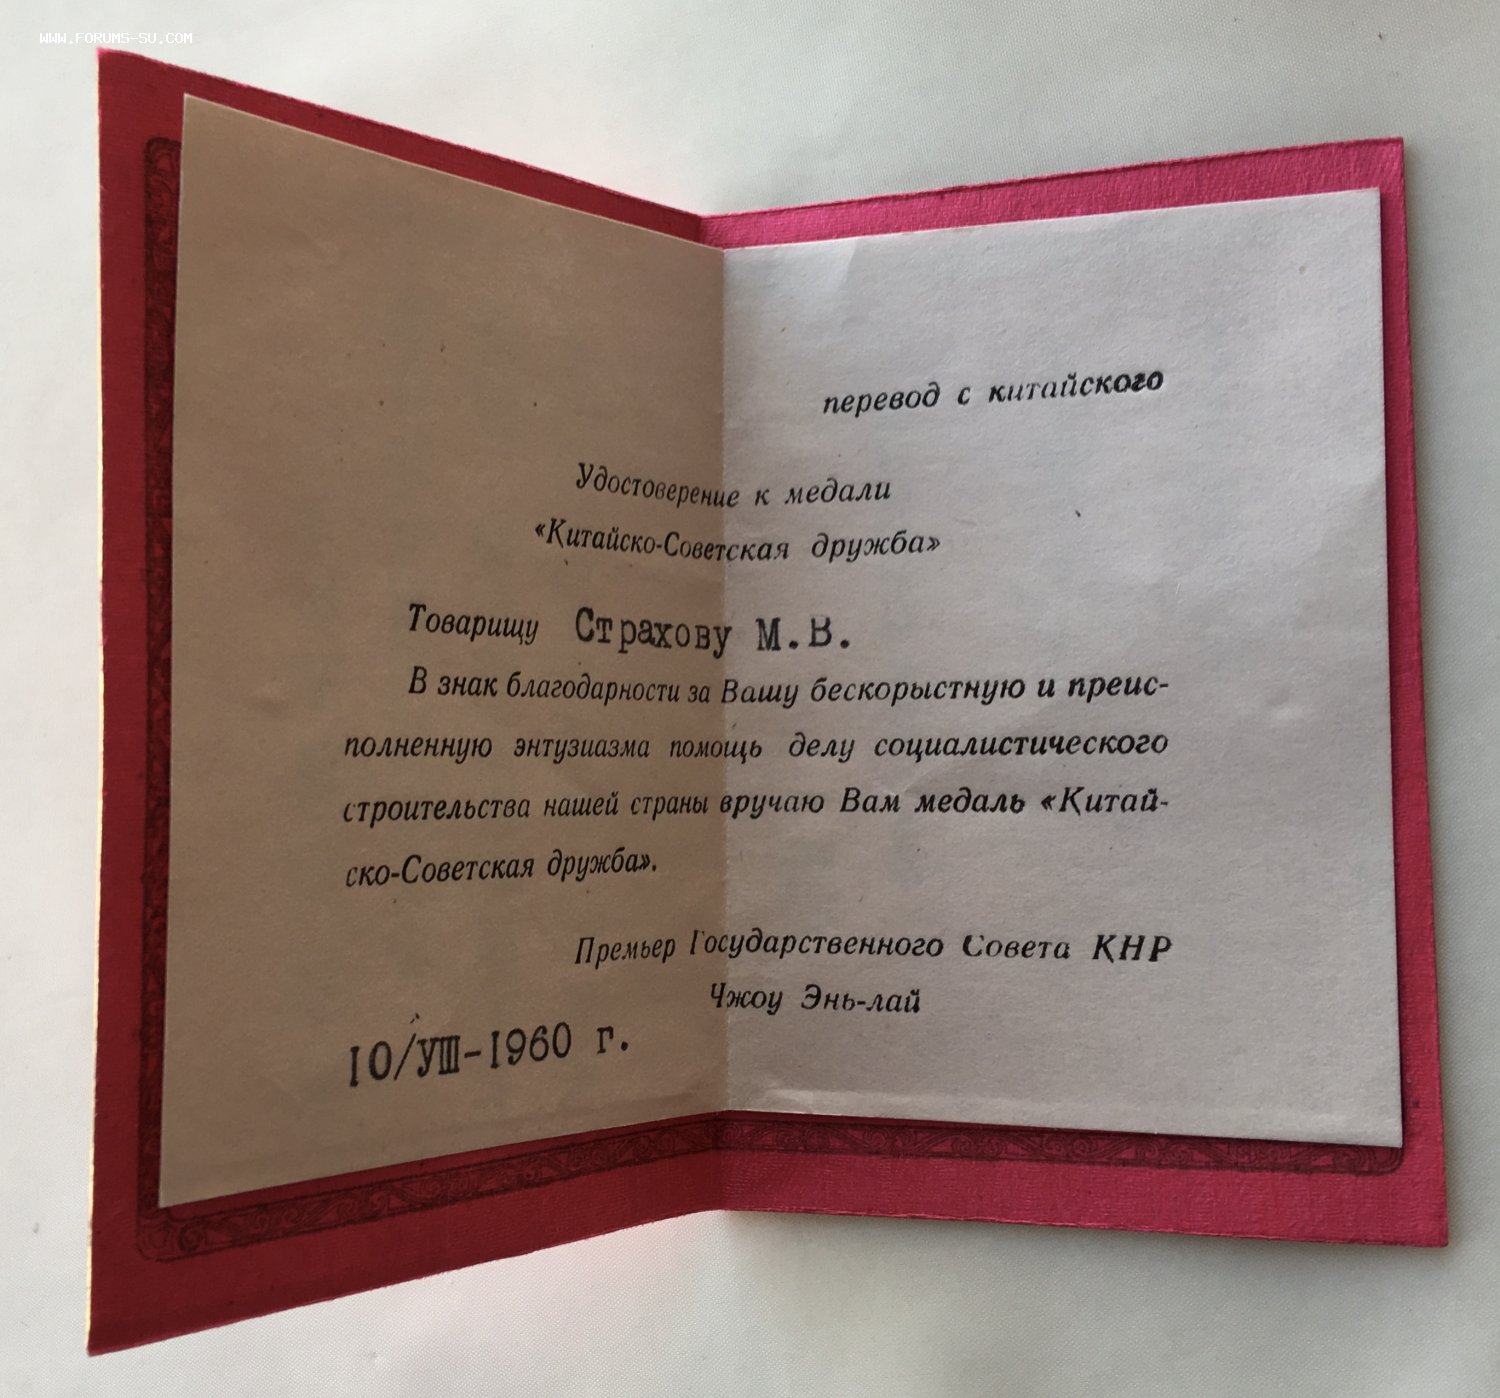 WWW.FORUMS-SU.COM
перевод с китайского
Удостоверение к медали
«Китайско-Советская дружба»
Товарищу Страхову М.В.
В знак благодарности за Вашу бескорыстную и преис-
полненную энтузиазма помощь делу социалистического
строительства нашей страны вручаю Вам медаль «Китай-
ско-Советская дружба».
Премьер Государственного Совета КНР
Чжоу Энь-лай
10/УШ-1960 г.